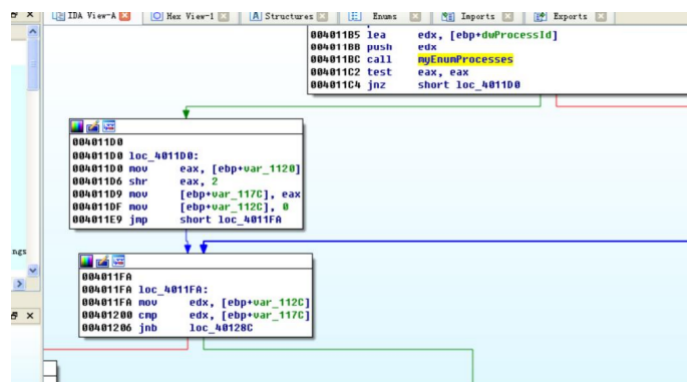 IDA View-A Hex View-1 Structures Enums Imports Exports
004011B5 lea edx, [ebp+dwProcessId]
004011BB push edx
004011BC call myEnumProcesses
004011C2 test eax, eax
004011C4 jnz short loc_4011D0
004011D0
004011D0 loc_4011D0:
004011D0 mov eax, [ebp+var_1120]
004011D6 shr eax, 2
004011D9 mov [ebp+var_117C], eax
004011DF mov [ebp+var_112C], 0
004011E9 jmp short loc_4011FA
ngs
004011FA
004011FA loc_4011FA:
004011FA mov edx, [ebp+var_112C]
00401200 cmp edx, [ebp+var_117C]
00401206 jnb loc_40128C